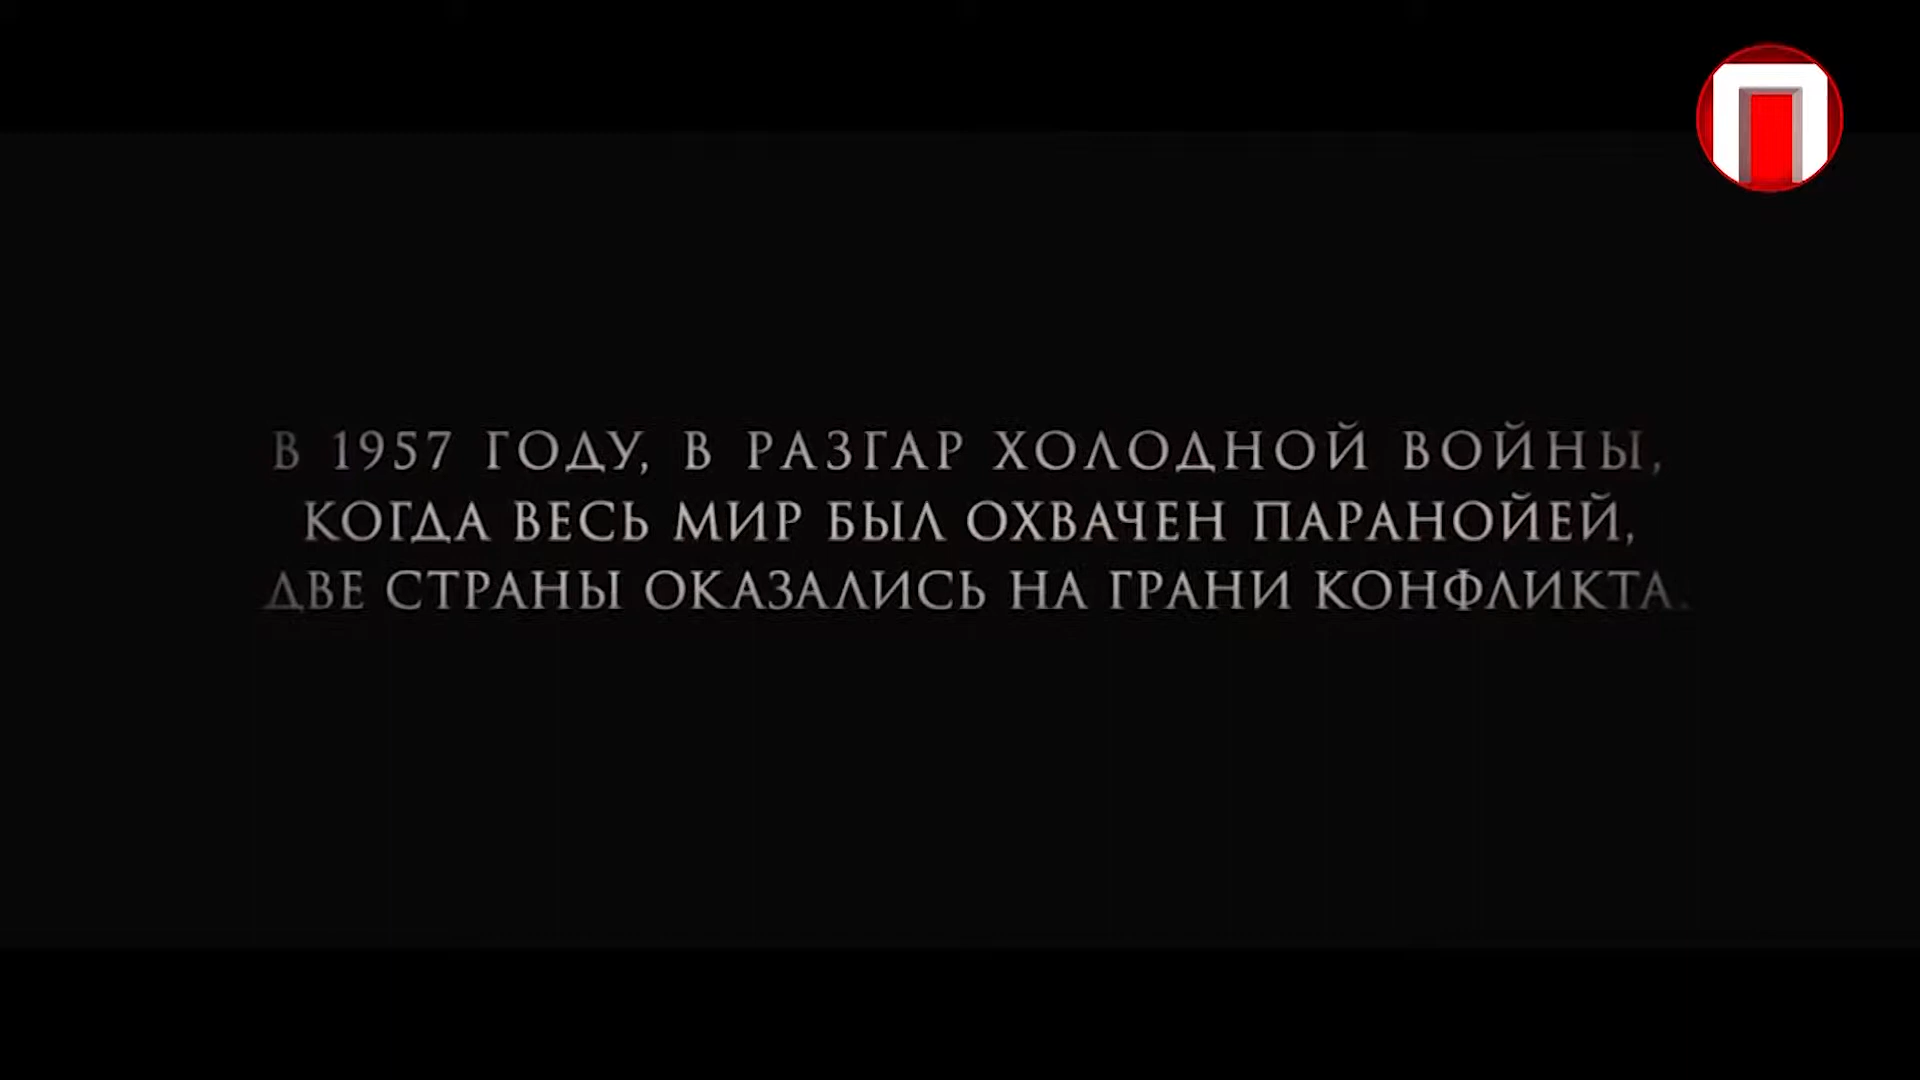 П
В 1957 ГОДУ, В РАЗГАР ХОЛОДНОЙ ВОЙНЫ,
КОГДА ВЕСЬ МИР БЫЛ ОХВАЧЕН ПАРАНОЙЕЙ,
ДВЕ СТРАНЫ ОКАЗАЛИСЬ НА ГРАНИ КОНФЛИКТА.